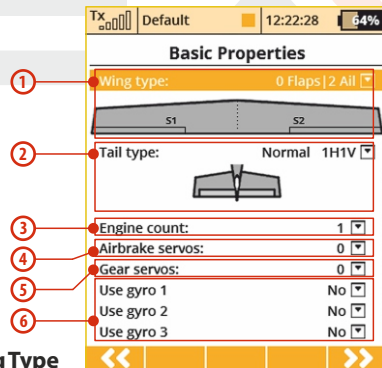 Tx Default 12:22:28 64%
Basic Properties
1 Wing type: 0 Flaps|2 Ail
S1 S2
2 Tail type: Normal 1H1V
3 Engine count: 1
4 Airbrake servos: 0
5 Gear servos: 0
6 Use gyro 1 No
Use gyro 2 No
Use gyro 3 No
g Type